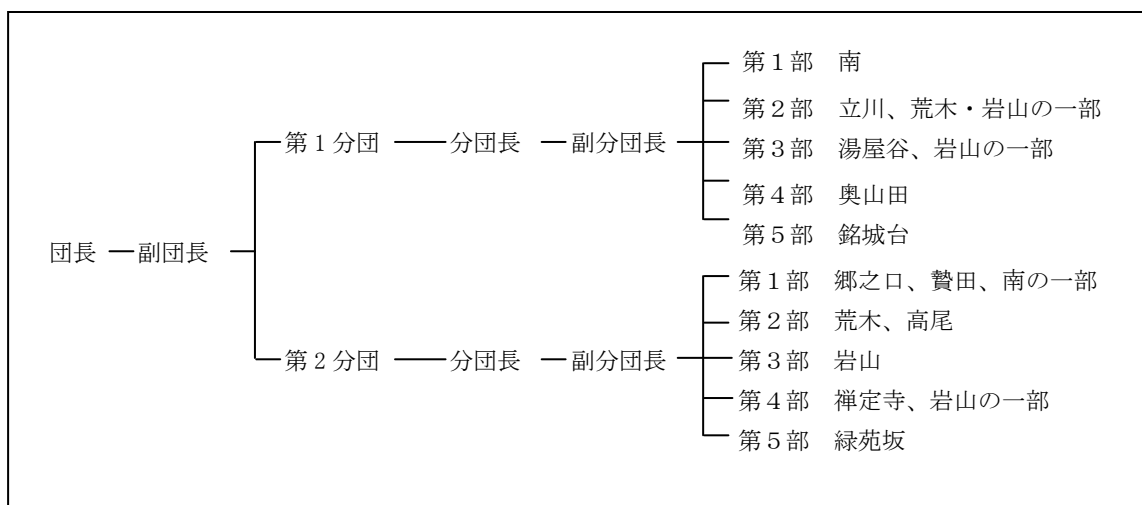 第１部　南
第２部　立川、荒木・岩山の一部
第１分団　分団長　副分団長　第３部　湯屋谷、岩山の一部
第４部　奥山田
第５部　銘城台
団長　副団長
第１部　郷之口、贄田、南の一部
第２部　荒木、高尾
第２分団　分団長　副分団長　第３部　岩山
第４部　禅定寺、岩山の一部
第５部　緑苑坂